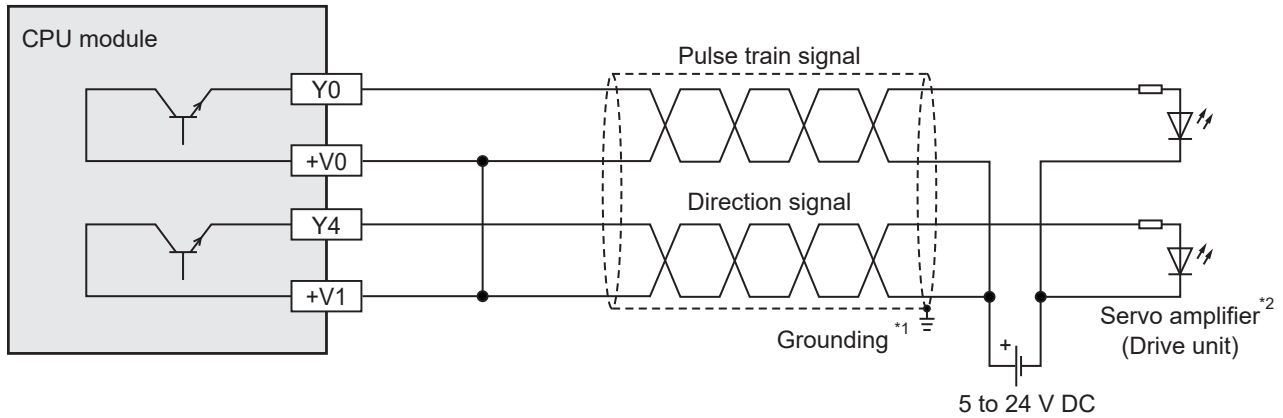 CPU module
Pulse train signal
Y0
+V0
Direction signal
Y4
+V1
Grounding *1
Servo amplifier *2
(Drive unit)
+
5 to 24 V DC